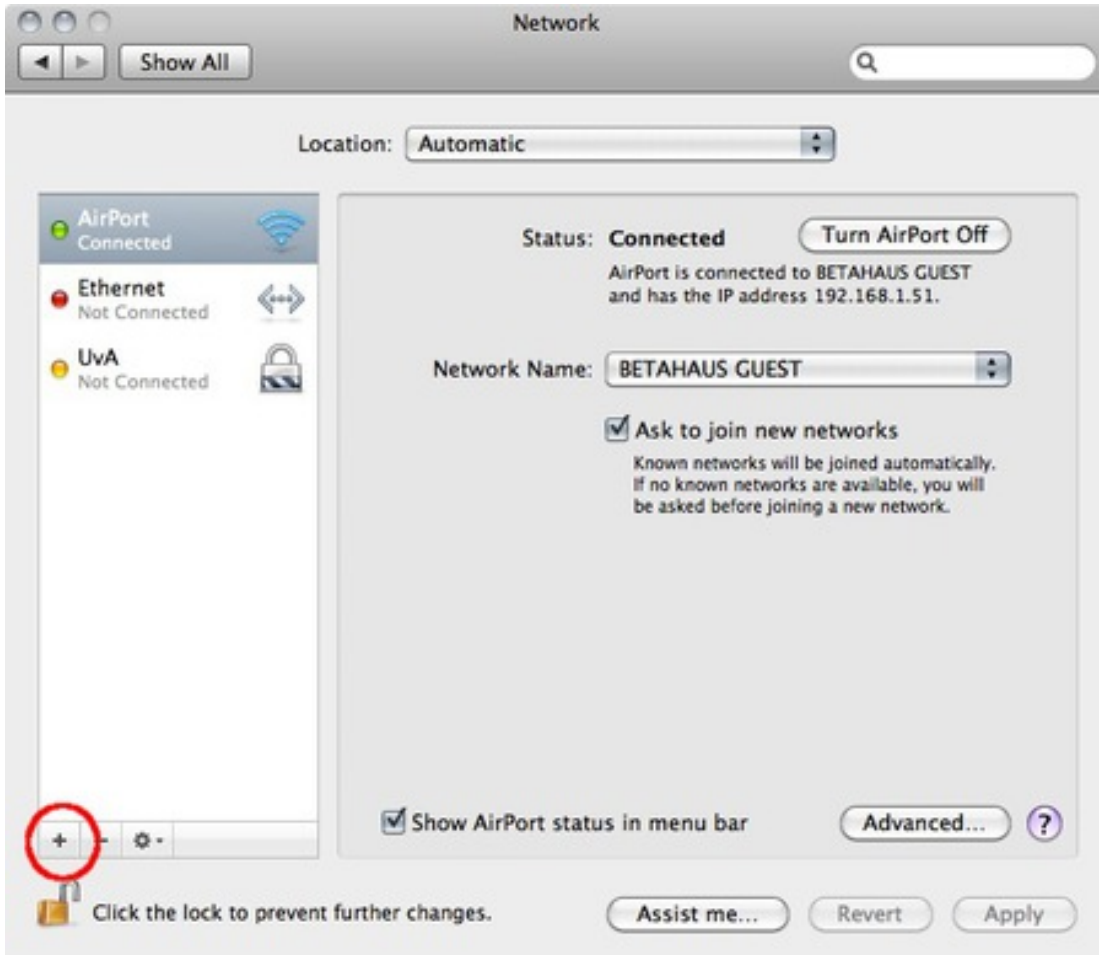 Network
Show All
Location: Automatic
AirPort
Connected
Ethernet
Not Connected
UvA
Not Connected
Status: Connected
Turn AirPort Off
AirPort is connected to BETAHAUS GUEST
and has the IP address 192.168.1.51.
Network Name: BETAHAUS GUEST
Ask to join new networks
Known networks will be joined automatically.
If no known networks are available, you will
be asked before joining a new network.
Show AirPort status in menu bar
Advanced... ?
+ -
Click the lock to prevent further changes.
Assist me... Revert Apply